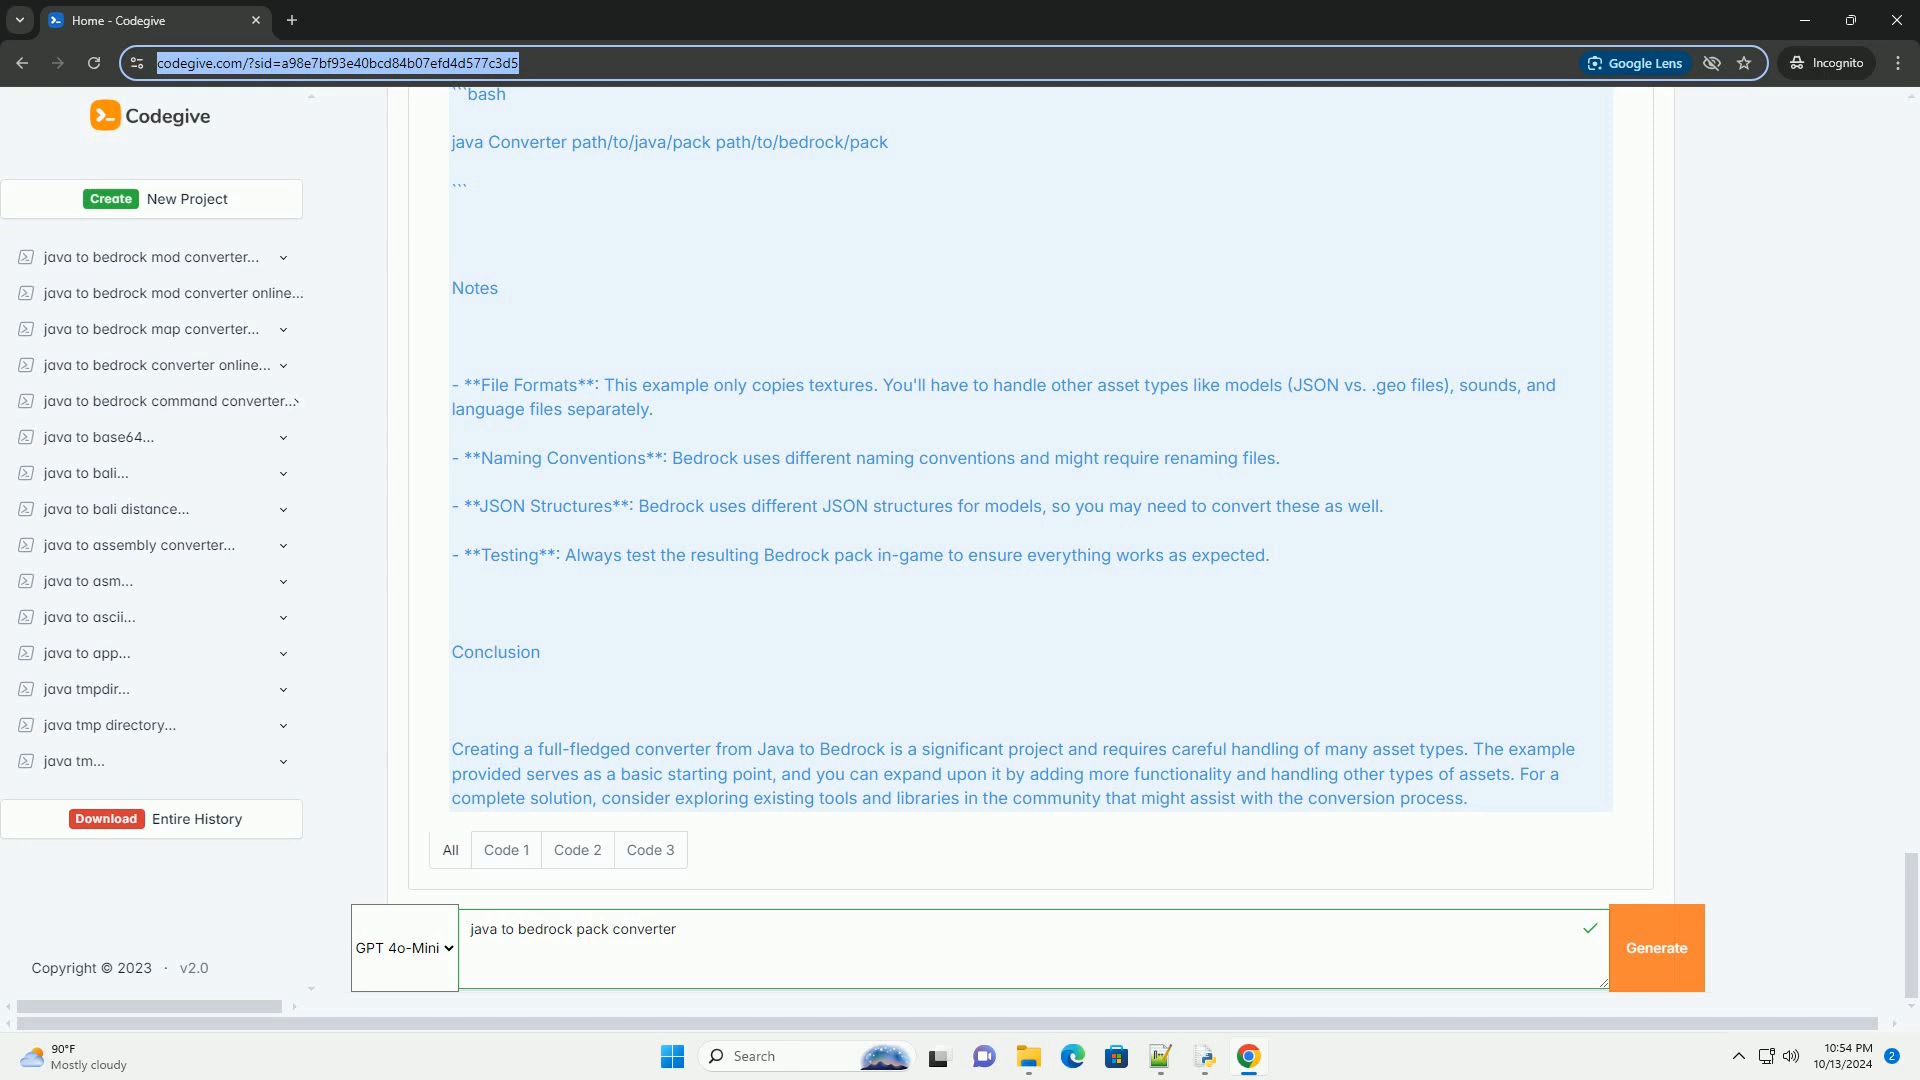 Home - Codegive
codegive.com/?sid=a98e7bf93e40bcd84b07efd4d577c3d5
Google Lens
Incognito
Codegive
Create New Project
java to bedrock mod converter...
java to bedrock mod converter online...
java to bedrock map converter...
java to bedrock converter online...
java to bedrock command converter...
java to base64...
java to bali...
java to bali distance...
java to assembly converter...
java to asm...
java to ascii...
java to app...
java tmpdir...
java tmp directory...
java tm...
Download Entire History
Copyright © 2023 · v2.0
```bash
java Converter path/to/java/pack path/to/bedrock/pack
```
Notes
- **File Formats**: This example only copies textures. You'll have to handle other asset types like models (JSON vs. .geo files), sounds, and
language files separately.
- **Naming Conventions**: Bedrock uses different naming conventions and might require renaming files.
- **JSON Structures**: Bedrock uses different JSON structures for models, so you may need to convert these as well.
- **Testing**: Always test the resulting Bedrock pack in-game to ensure everything works as expected.
Conclusion
Creating a full-fledged converter from Java to Bedrock is a significant project and requires careful handling of many asset types. The example
provided serves as a basic starting point, and you can expand upon it by adding more functionality and handling other types of assets. For a
complete solution, consider exploring existing tools and libraries in the community that might assist with the conversion process.
All Code 1 Code 2 Code 3
GPT 4o-Mini
java to bedrock pack converter
Generate
90°F
Mostly cloudy
Search
10:54 PM
10/13/2024
2